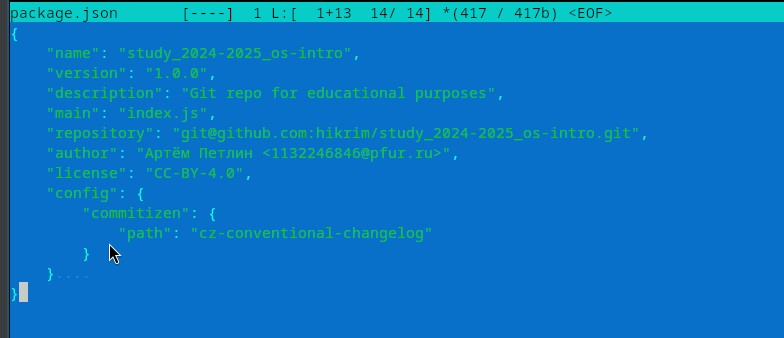 package.json       [----]  1 L:[  1+13  14/ 14] *(417 / 417b) <EOF>
{
    "name": "study_2024-2025_os-intro",
    "version": "1.0.0",
    "description": "Git repo for educational purposes",
    "main": "index.js",
    "repository": "git@github.com:hikrim/study_2024-2025_os-intro.git",
    "author": "Артём Петлин <1132246846@pfur.ru>",
    "license": "CC-BY-4.0",
    "config": {
        "commitizen": {
            "path": "cz-conventional-changelog"
        }
    }....
}